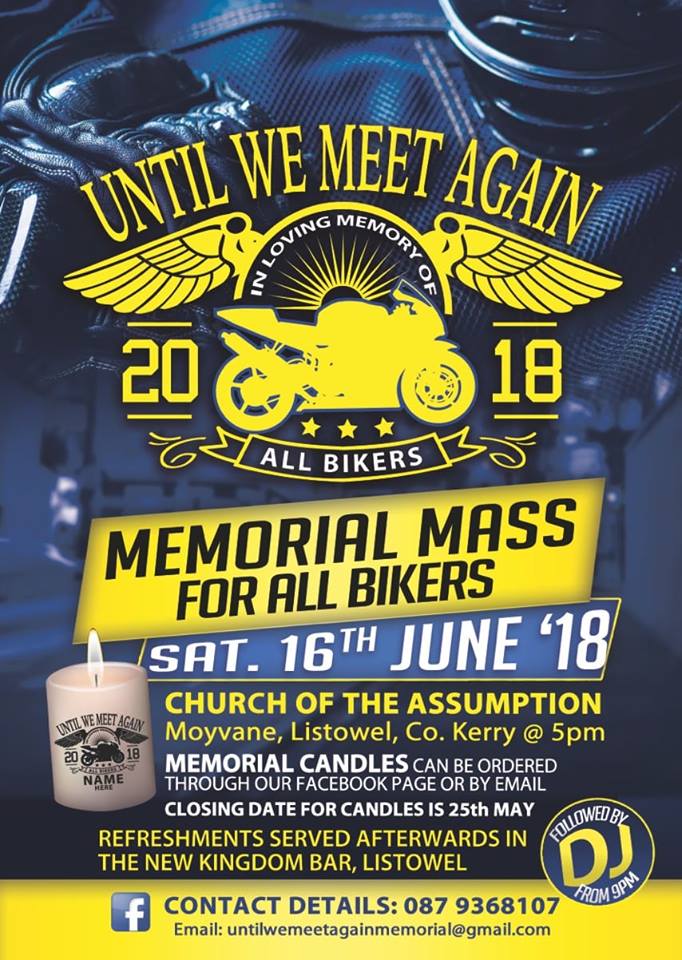 UNTIL WE MEET AGAIN
IN LOVING MEMORY OF
20 18
ALL BIKERS
MEMORIAL MASS
FOR ALL BIKERS
SAT. 16TH JUNE '18
CHURCH OF THE ASSUMPTION
Moyvane, Listowel, Co. Kerry @ 5pm
UNTIL WE MEET AGAIN
20 18
ALL BIKERS
NAME
HERE
MEMORIAL CANDLES CAN BE ORDERED
THROUGH OUR FACEBOOK PAGE OR BY EMAIL
CLOSING DATE FOR CANDLES IS 25th MAY
REFRESHMENTS SERVED AFTERWARDS IN
THE NEW KINGDOM BAR, LISTOWEL
FOLLOWED BY
DJ
FROM 9PM
f CONTACT DETAILS: 087 9368107
Email: untilwemeetagainmemorial@gmail.com